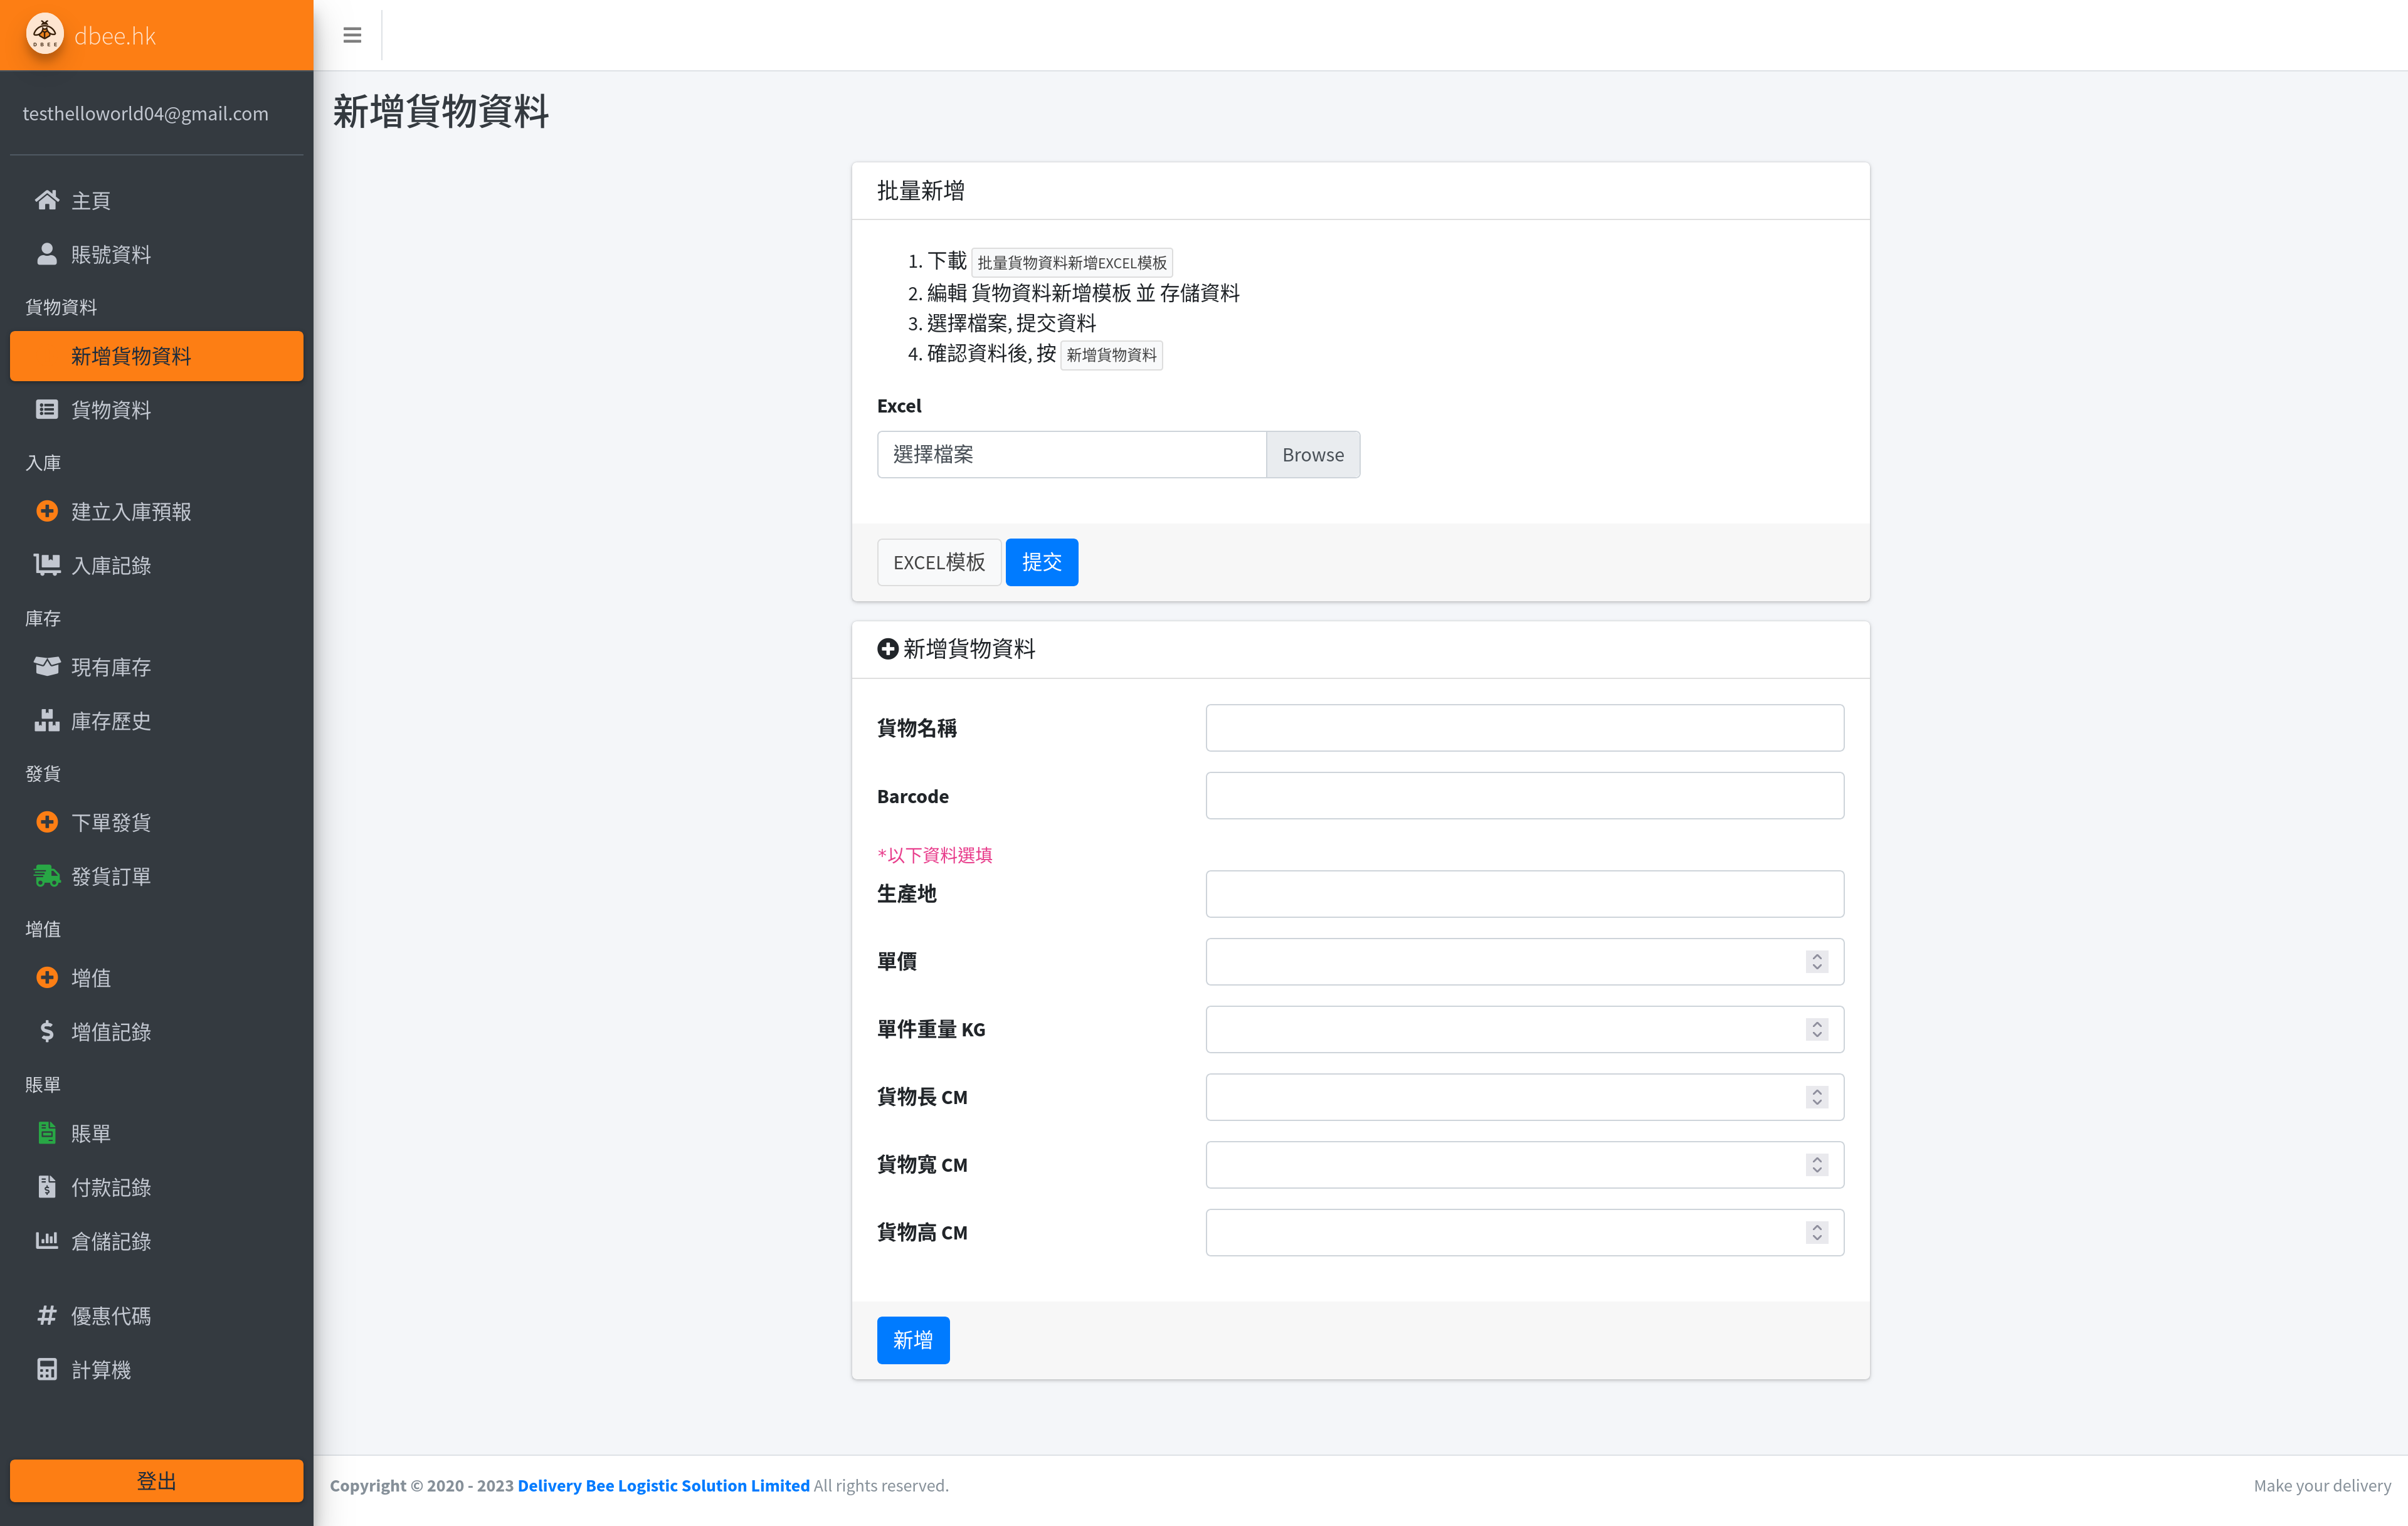 DBEE
dbee.hk
testhelloworld04@gmail.com
主頁
賬號資料
貨物資料
新增貨物資料
貨物資料
入庫
建立入庫預報
入庫記錄
庫存
現有庫存
庫存歷史
發貨
下單發貨
發貨訂單
增值
增值
增值記錄
賬單
賬單
付款記錄
倉儲記錄
優惠代碼
計算機
登出
新增貨物資料
批量新增
1. 下載 批量貨物資料新增EXCEL模板
2. 編輯 貨物資料新增模板 並 存儲資料
3. 選擇檔案, 提交資料
4. 確認資料後, 按 新增貨物資料
Excel
選擇檔案 Browse
EXCEL模板 提交
新增貨物資料
貨物名稱
Barcode
*以下資料選填
生產地
單價
單件重量 KG
貨物長 CM
貨物寬 CM
貨物高 CM
新增
Copyright © 2020 - 2023 Delivery Bee Logistic Solution Limited All rights reserved.
Make your delivery